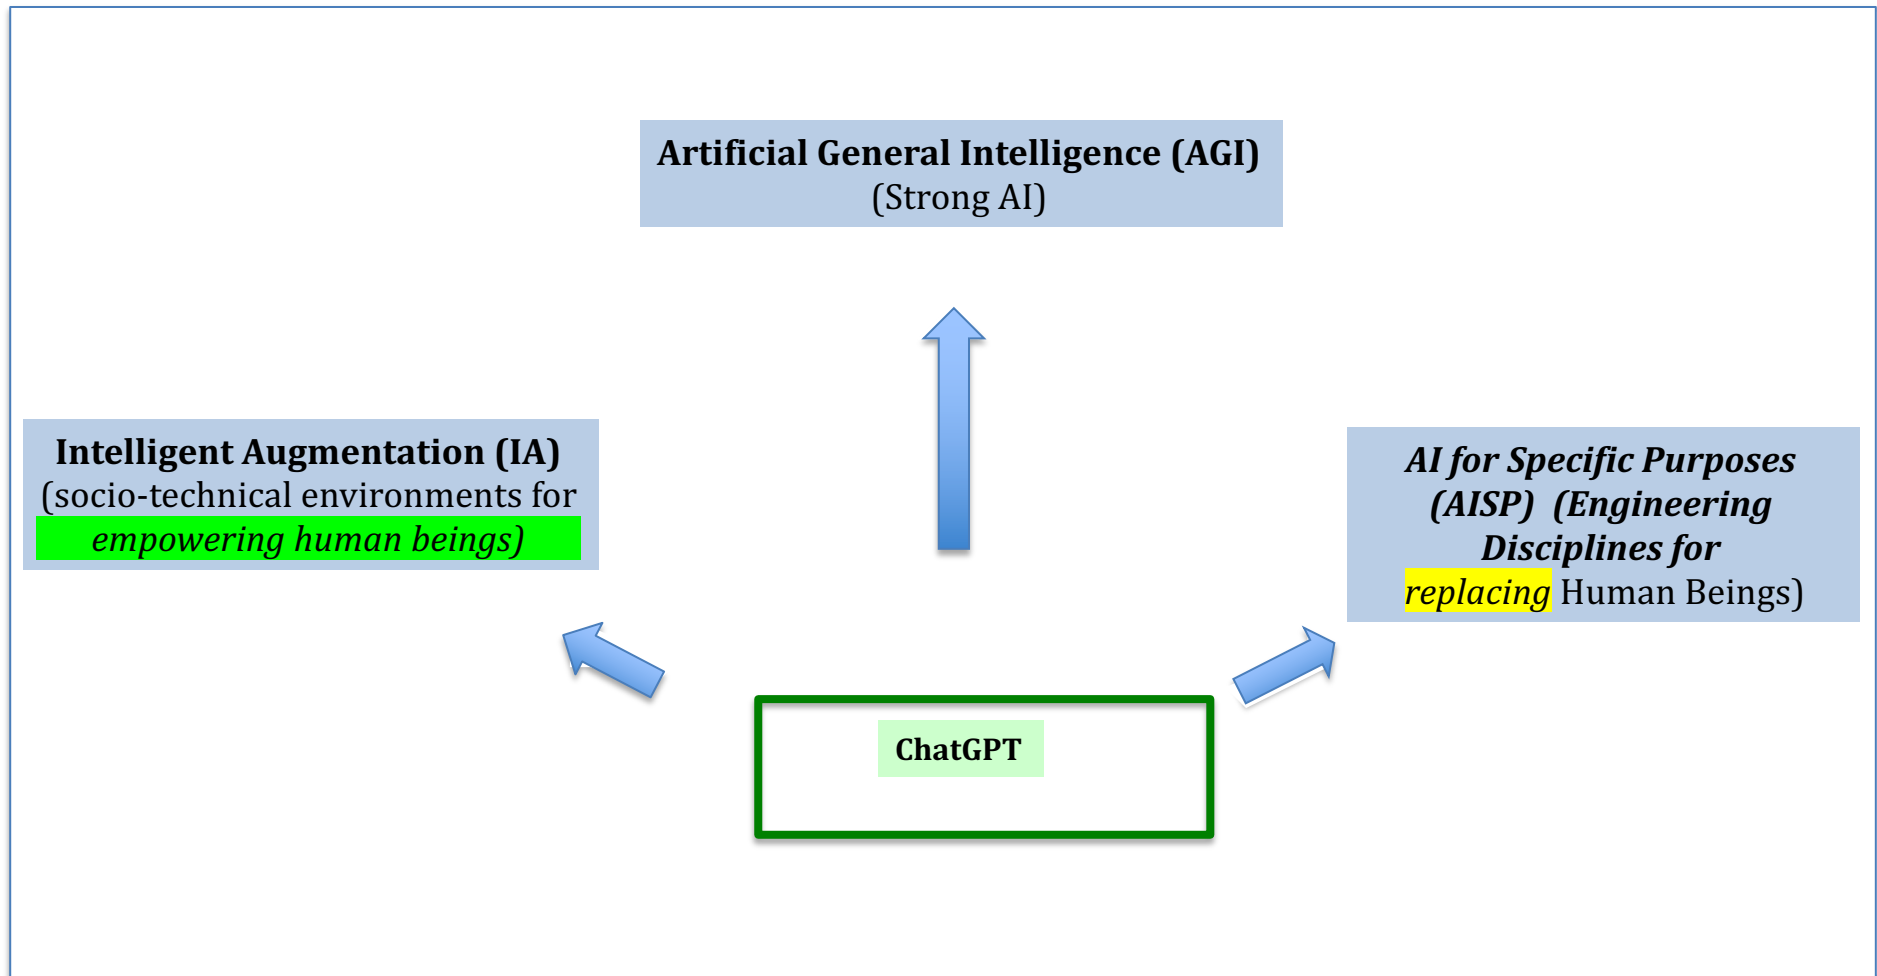 Artificial General Intelligence (AGI)
(Strong AI)
Intelligent Augmentation (IA)
(socio-technical environments for
empowering human beings)
AI for Specific Purposes
(AISP)  (Engineering
Disciplines for
replacing Human Beings)
ChatGPT